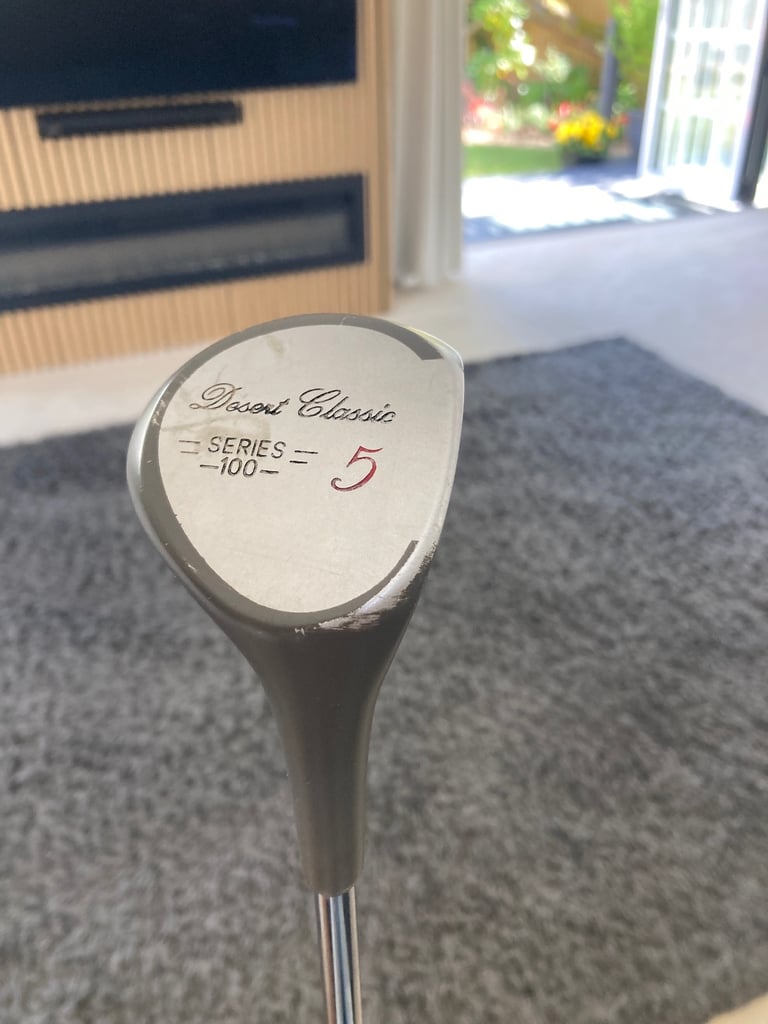 Desert Classic
= SERIES =
-100-
5